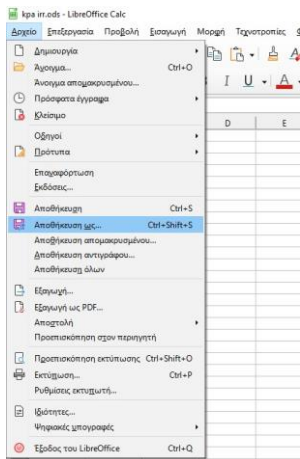 kpa irr.ods - LibreOffice Calc
Αρχείο Επεξεργασία Προβολή Εισαγωγή Μορφή Τεχνοτροπίες
Δημιουργία
Άνοιγμα... Ctrl+O
Άνοιγμα απομακρυσμένου...
Πρόσφατα έγγραφα
Κλείσιμο
Οδηγοί
Πρότυπα
Επαναφόρτωση
Εκδόσεις...
Αποθήκευση Ctrl+S
Αποθήκευση ως... Ctrl+Shift+S
Αποθήκευση απομακρυσμένου...
Αποθήκευση αντιγράφου...
Αποθήκευση όλων
Εξαγωγή...
Εξαγωγή ως PDF...
Αποστολή
Προεπισκόπηση στον περιηγητή
Προεπισκόπηση εκτύπωσης Ctrl+Shift+O
Εκτύπωση... Ctrl+P
Ρυθμίσεις εκτυπωτή...
Ιδιότητες...
Ψηφιακές υπογραφές
Έξοδος του LibreOffice Ctrl+Q
I U A
D E